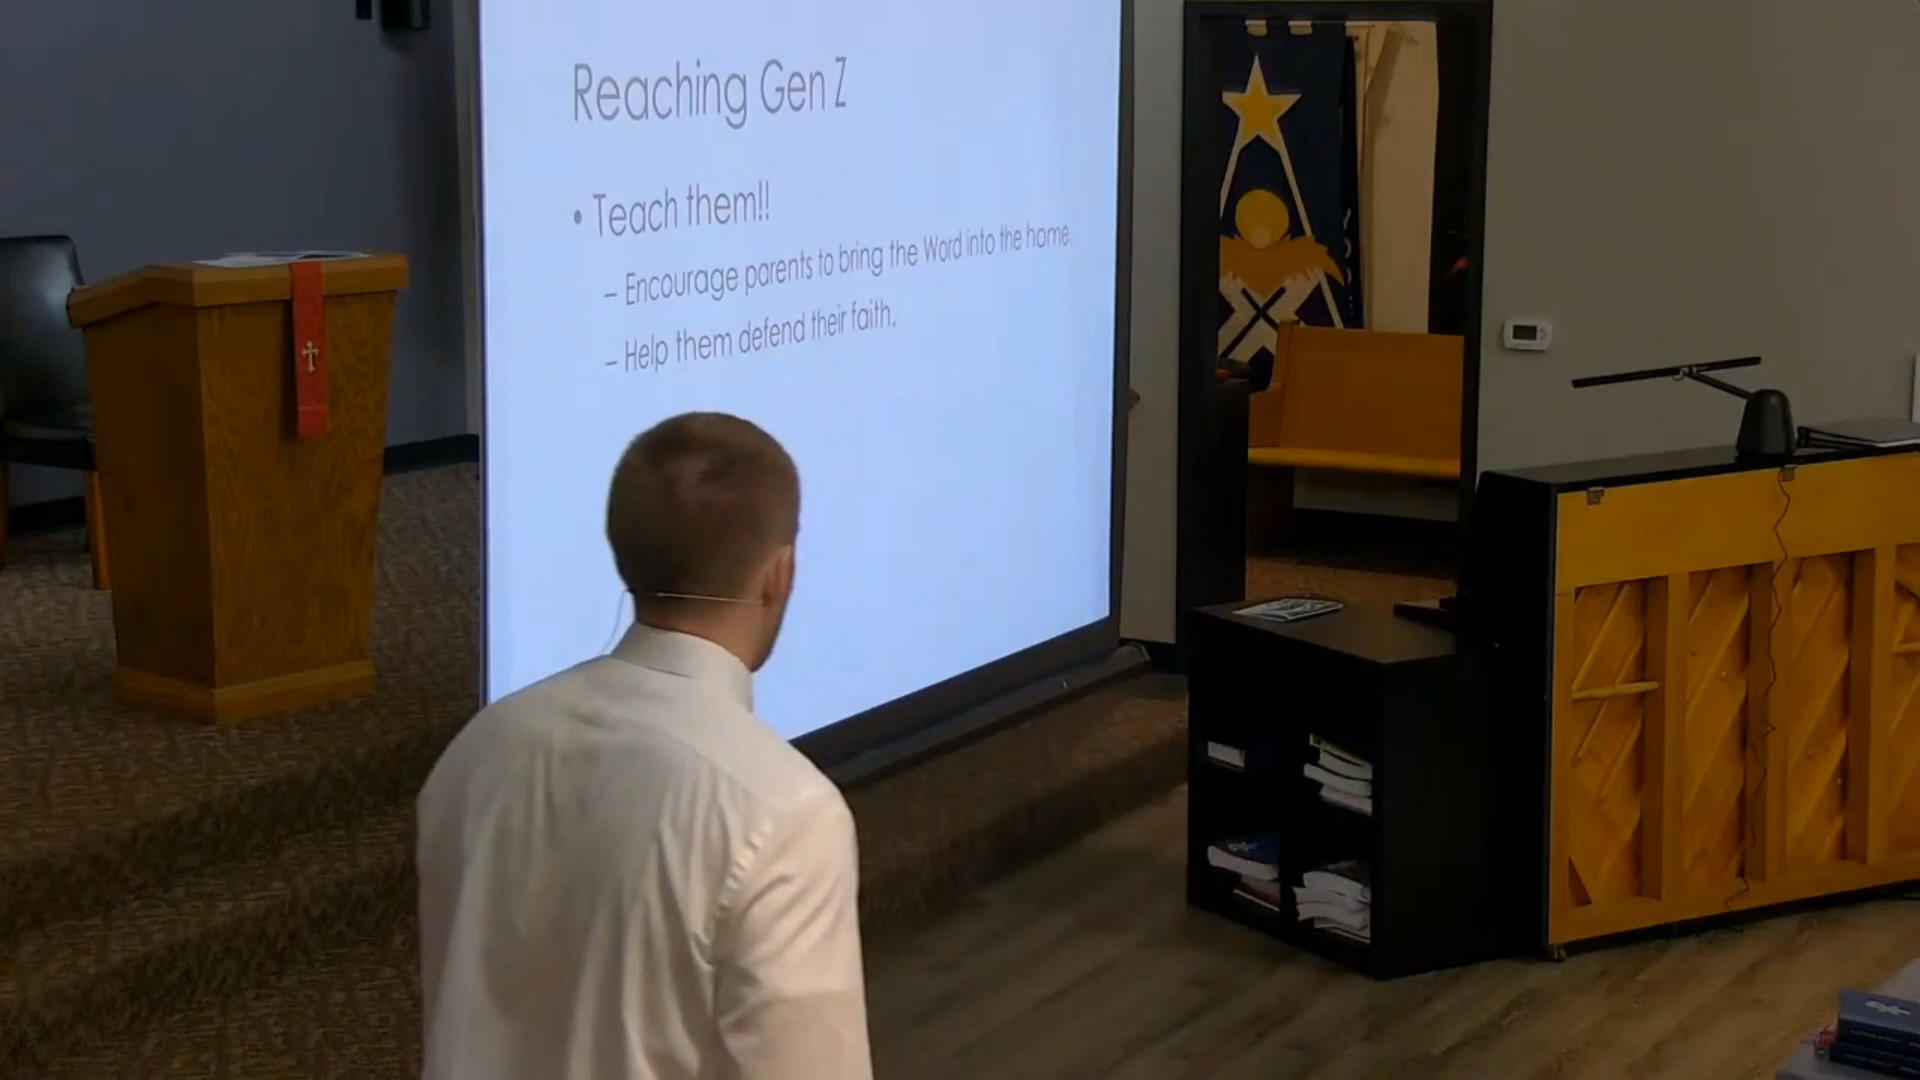 Reaching Gen Z
• Teach them!!
– Encourage parents to bring the Word into the home.
– Help them defend their faith.